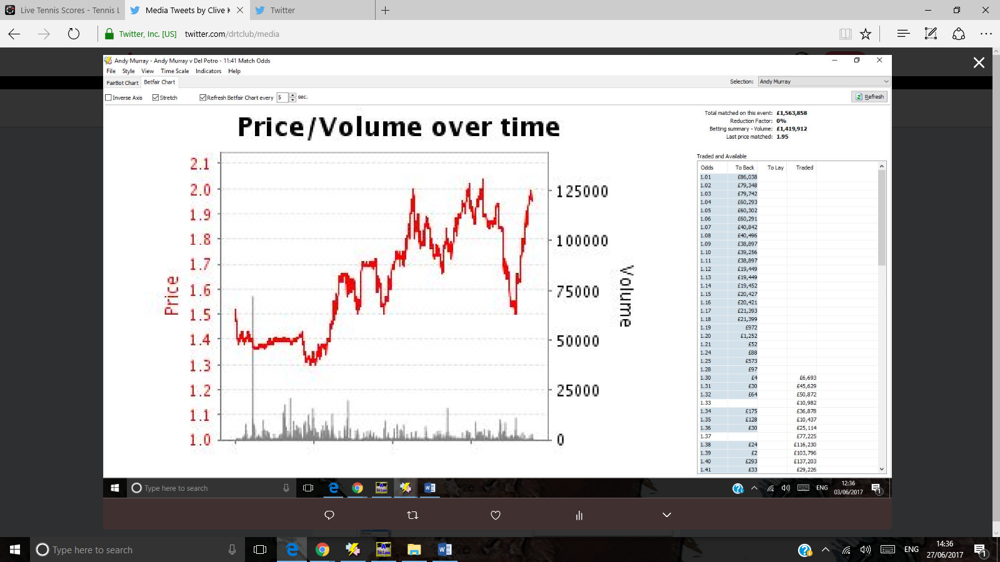 Live Tennis Scores - Tennis L
Media Tweets by Clive K
Twitter
Twitter, Inc. [US] twitter.com/drtclub/media
Andy Murray - Andy Murray v Del Potro - 11:41 Match Odds
File Style View Time Scale Indicators Help
FairBot Chart Betfair Chart
Selection: Andy Murray
Inverse Axis Stretch Refresh Betfair Chart every 5 sec.
Refresh
Total matched on this event: £1,563,858
Reduction Factor: 0%
Betting summary - Volume: £1,419,912
Last price matched: 1.95
Price/Volume over time
2.1
2.0
1.9
1.8
1.7
1.6
1.5
1.4
1.3
1.2
1.1
1.0
Price
125000
100000
75000
50000
25000
0
Volume
Traded and Available
Odds To Back To Lay Traded
1.01 £86,038
1.02 £79,348
1.03 £79,742
1.04 £60,293
1.05 £60,302
1.06 £60,291
1.07 £40,842
1.08 £40,496
1.09 £38,897
1.10 £39,256
1.11 £38,897
1.12 £19,449
1.13 £19,449
1.14 £19,452
1.15 £20,427
1.16 £20,421
1.17 £21,393
1.18 £21,399
1.19 £972
1.20 £1,252
1.21 £52
1.24 £88
1.25 £573
1.28 £97
1.30 £4 £6,693
1.31 £30 £45,629
1.32 £64 £50,872
1.33 £10,982
1.34 £175 £36,878
1.35 £128 £10,437
1.36 £30 £25,114
1.37 £77,225
1.38 £24 £116,230
1.39 £2 £103,796
1.40 £293 £137,203
1.41 £33 £29,226
Type here to search
ENG
12:36
03/06/2017
1
Type here to search
ENG
14:36
27/06/2017
1